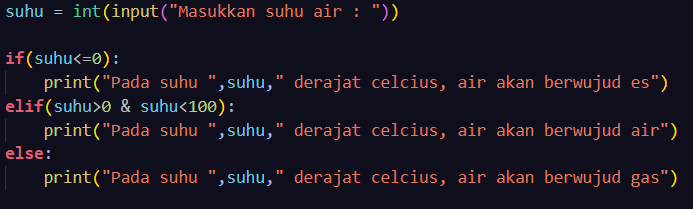 suhu = int(input("Masukkan suhu air : "))
if(suhu<=0):
print("Pada suhu ",suhu," derajat celcius, air akan berwujud es")
elif(suhu>0 & suhu<100):
print("Pada suhu ",suhu," derajat celcius, air akan berwujud air")
else:
print("Pada suhu ",suhu," derajat celcius, air akan berwujud gas")